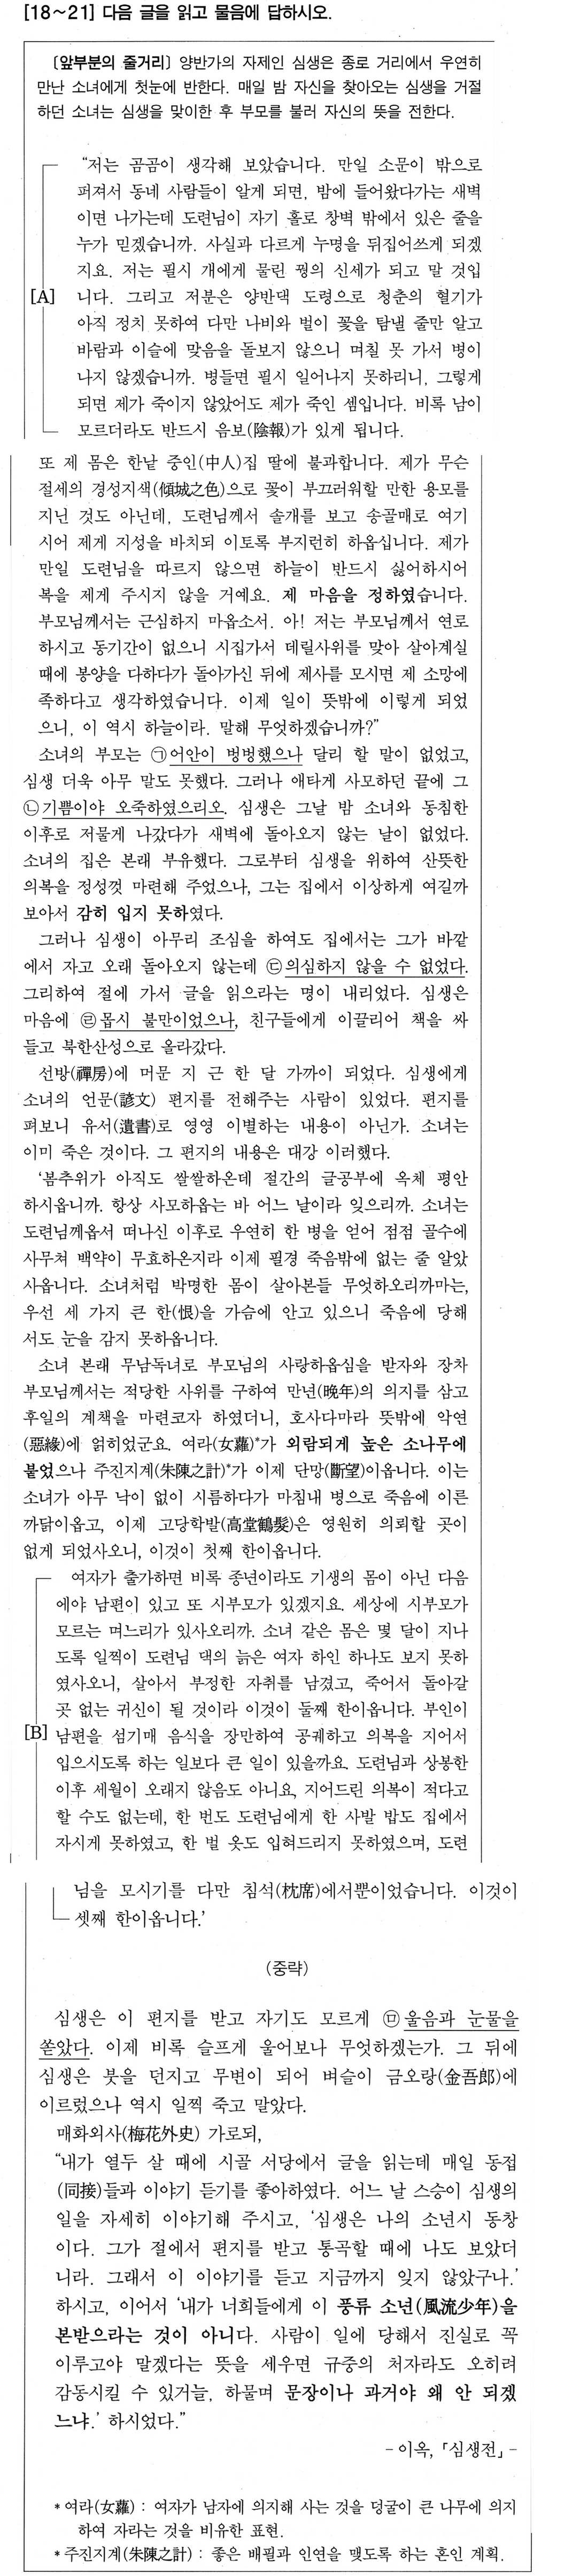 [18~21] 다음 글을 읽고 물음에 답하시오.
[앞부분의 줄거리] 양반가의 자제인 심생은 종로 거리에서 우연히
만난 소녀에게 첫눈에 반한다. 매일 밤 자신을 찾아오는 심생을 거절
하던 소녀는 심생을 맞이한 후 부모를 불러 자신의 뜻을 전한다.
“저는 곰곰이 생각해 보았습니다. 만일 소문이 밖으로
퍼져서 동네 사람들이 알게 되면, 밤에 들어왔다가는 새벽
이면 나가는데 도련님이 자기 홀로 창벽 밖에서 있은 줄을
누가 믿겠습니까. 사실과 다르게 누명을 뒤집어쓰게 되겠
지요. 저는 필시 개에게 물린 꿩의 신세가 되고 말 것입
[A] 니다. 그리고 저분은 양반댁 도령으로 청춘의 혈기가
아직 정치 못하여 다만 나비와 벌이 꽃을 탐낼 줄만 알고
바람과 이슬에 맞음을 돌보지 않으니 며칠 못 가서 병이
나지 않겠습니까. 병들면 필시 일어나지 못하리니, 그렇게
되면 제가 죽이지 않았어도 제가 죽인 셈입니다. 비록 남이
모르더라도 반드시 음보(陰報)가 있게 됩니다.
또 제 몸은 한낱 중인(中人)집 딸에 불과합니다. 제가 무슨
절세의 경성지색(傾城之色)으로 꽃이 부끄러워할 만한 용모를
지닌 것도 아닌데, 도련님께서 솔개를 보고 송골매로 여기
시어 제게 지성을 바치되 이토록 부지런히 하옵십니다. 제가
만일 도련님을 따르지 않으면 하늘이 반드시 싫어하시어
복을 제게 주시지 않을 거예요. 제 마음을 정하였습니다.
부모님께서는 근심하지 마옵소서. 아! 저는 부모님께서 연로
하시고 동기간이 없으니 시집가서 데릴사위를 맞아 살아계실
때에 봉양을 다하다가 돌아가신 뒤에 제사를 모시면 제 소망에
족하다고 생각하였습니다. 이제 일이 뜻밖에 이렇게 되었
으니, 이 역시 하늘이라. 말해 무엇하겠습니까?”
소녀의 부모는 ㉠어안이 벙벙했으나 달리 할 말이 없었고,
심생 더욱 아무 말도 못했다. 그러나 애타게 사모하던 끝에 그
㉡기쁨이야 오죽하였으리오. 심생은 그날 밤 소녀와 동침한
이후로 저물게 나갔다가 새벽에 돌아오지 않는 날이 없었다.
소녀의 집은 본래 부유했다. 그로부터 심생을 위하여 산뜻한
의복을 정성껏 마련해 주었으나, 그는 집에서 이상하게 여길까
보아서 감히 입지 못하였다.
그러나 심생이 아무리 조심을 하여도 집에서는 그가 바깥
에서 자고 오래 돌아오지 않는데 ㉢의심하지 않을 수 없었다.
그리하여 절에 가서 글을 읽으라는 명이 내리었다. 심생은
마음에 ㉣몹시 불만이었으나, 친구들에게 이끌리어 책을 싸
들고 북한산성으로 올라갔다.
선방(禪房)에 머문 지 근 한 달 가까이 되었다. 심생에게
소녀의 언문(諺文) 편지를 전해주는 사람이 있었다. 편지를
펴보니 유서(遺書)로 영영 이별하는 내용이 아닌가. 소녀는
이미 죽은 것이다. 그 편지의 내용은 대강 이러했다.
‘봄추위가 아직도 쌀쌀하온데 절간의 글공부에 옥체 평안
하시옵니까. 항상 사모하옵는 바 어느 날이라 잊으리까. 소녀는
도련님께옵서 떠나신 이후로 우연히 한 병을 얻어 점점 골수에
사무쳐 백약이 무효하온지라 이제 필경 죽음밖에 없는 줄 알았
사옵니다. 소녀처럼 박명한 몸이 살아본들 무엇하오리까마는,
우선 세 가지 큰 한(恨)을 가슴에 안고 있으니 죽음에 당해
서도 눈을 감지 못하옵니다.
소녀 본래 무남독녀로 부모님의 사랑하옵심을 받자와 장차
부모님께서는 적당한 사위를 구하여 만년(晩年)의 의지를 삼고
후일의 계책을 마련코자 하였더니, 호사다마라 뜻밖에 악연
(惡緣)에 얽히었군요. 여라(女蘿)*가 외람되게 높은 소나무에
붙었으나 주진지계(朱陳之計)*가 이제 단망(斷望)이옵니다. 이는
소녀가 아무 낙이 없이 시름하다가 마침내 병으로 죽음에 이른
까닭이옵고, 이제 고당학발(高堂鶴髮)은 영원히 의뢰할 곳이
없게 되었사오니, 이것이 첫째 한이옵니다.
여자가 출가하면 비록 종년이라도 기생의 몸이 아닌 다음
에야 남편이 있고 또 시부모가 있겠지요. 세상에 시부모가
모르는 며느리가 있사오리까. 소녀 같은 몸은 몇 달이 지나
도록 일찍이 도련님 댁의 늙은 여자 하인 하나도 보지 못하
였사오니, 살아서 부정한 자취를 남겼고, 죽어서 돌아갈
곳 없는 귀신이 될 것이라 이것이 둘째 한이옵니다. 부인이
[B] 남편을 섬기매 음식을 장만하여 공궤하고 의복을 지어서
입으시도록 하는 일보다 큰 일이 있을까요. 도련님과 상봉한
이후 세월이 오래지 않음도 아니요, 지어드린 의복이 적다고
할 수도 없는데, 한 번도 도련님에게 한 사발 밥도 집에서
자시게 못하였고, 한 벌 옷도 입혀드리지 못하였으며, 도련
님을 모시기를 다만 침석(枕席)에서뿐이었습니다. 이것이
셋째 한이옵니다.’
(중략)
심생은 이 편지를 받고 자기도 모르게 ㉤울음과 눈물을
쏟았다. 이제 비록 슬프게 울어보나 무엇하겠는가. 그 뒤에
심생은 붓을 던지고 무변이 되어 벼슬이 금오랑(金吾郎)에
이르렀으나 역시 일찍 죽고 말았다.
매화외사(梅花外史) 가로되,
“내가 열두 살 때에 시골 서당에서 글을 읽는데 매일 동접
(同接)들과 이야기 듣기를 좋아하였다. 어느 날 스승이 심생의
일을 자세히 이야기해 주시고, ‘심생은 나의 소년시 동창
이다. 그가 절에서 편지를 받고 통곡할 때에 나도 보았더
니라. 그래서 이 이야기를 듣고 지금까지 잊지 않았구나.’
하시고, 이어서 ‘내가 너희들에게 이 풍류 소년(風流少年)을
본받으라는 것이 아니다. 사람이 일에 당해서 진실로 꼭
이루고야 말겠다는 뜻을 세우면 규중의 처자라도 오히려
감동시킬 수 있거늘, 하물며 문장이나 과거야 왜 안 되겠
느냐.’ 하시었다.”
- 이옥, 「심생전」 -
* 여라(女蘿) : 여자가 남자에 의지해 사는 것을 덩굴이 큰 나무에 의지
하여 자라는 것을 비유한 표현.
* 주진지계(朱陳之計) : 좋은 배필과 인연을 맺도록 하는 혼인 계획.